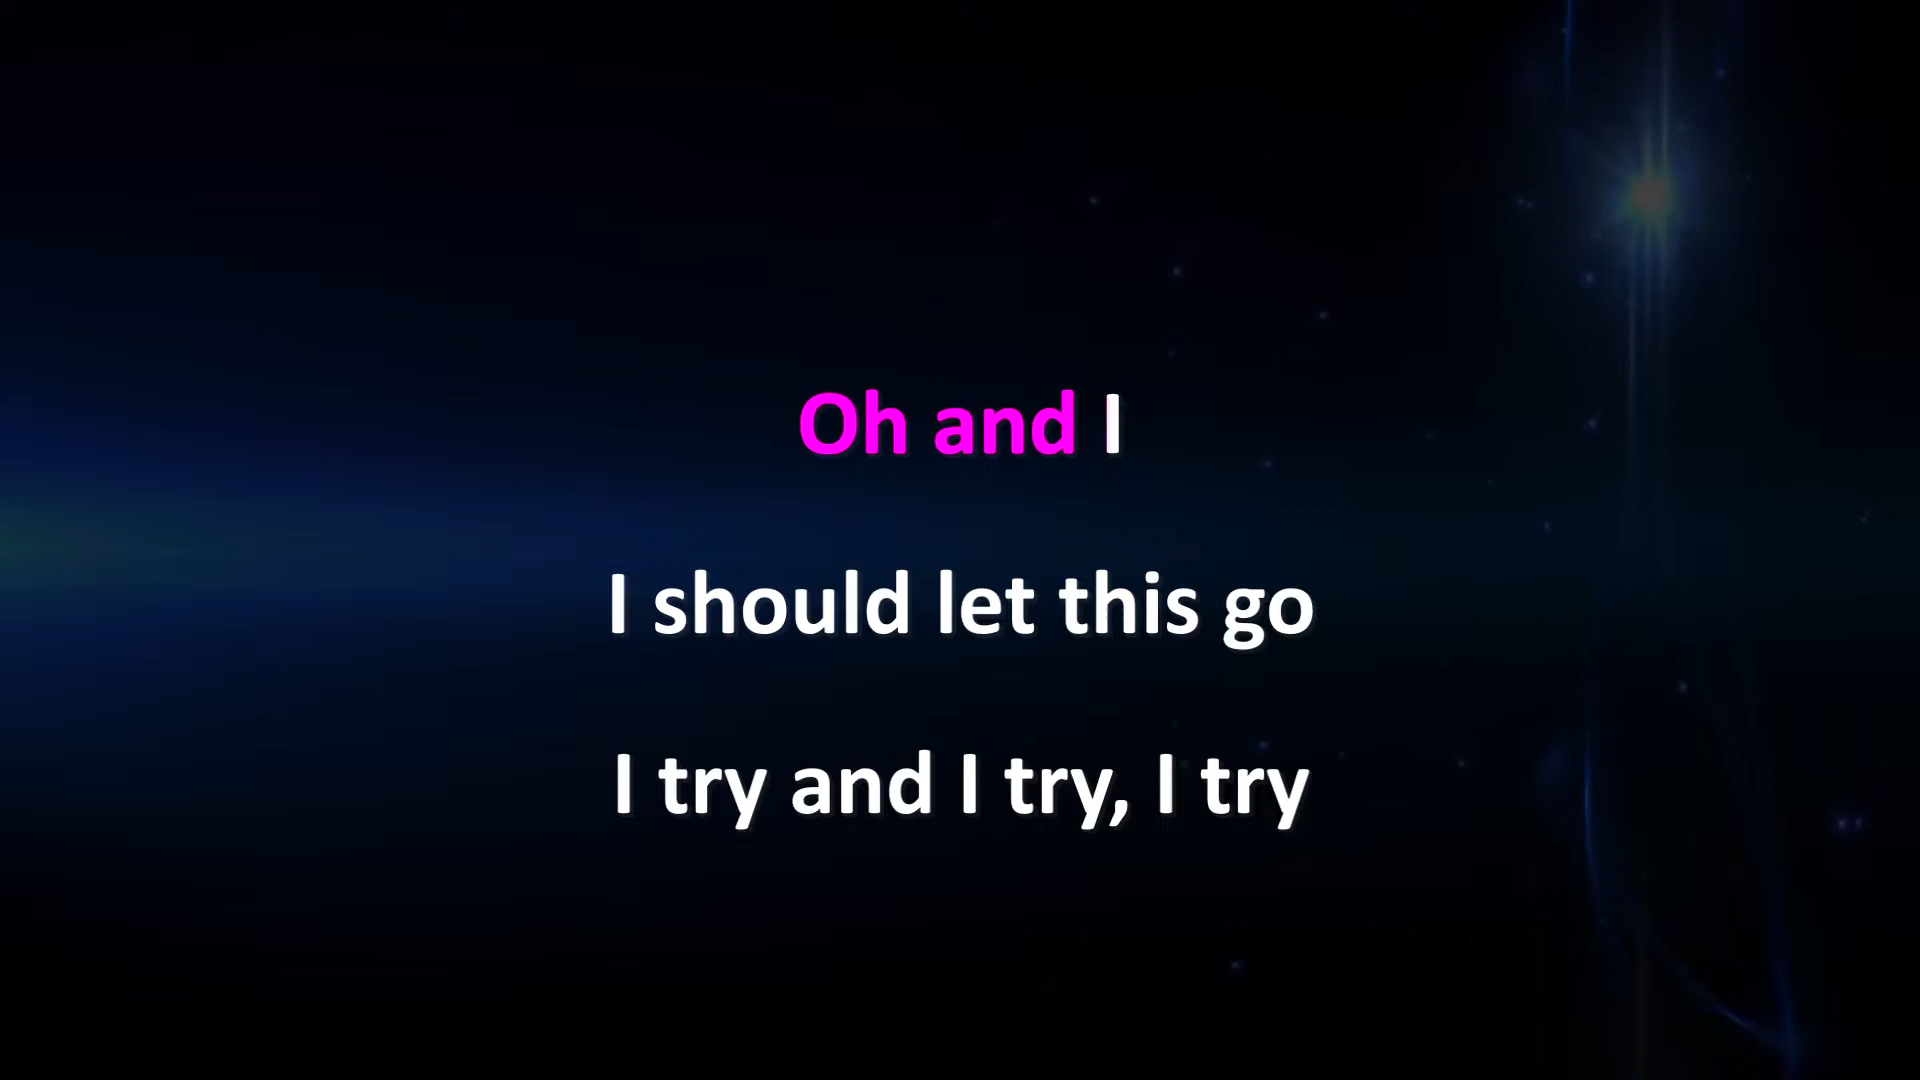 Oh and I
I should let this go
I try and I try, I try